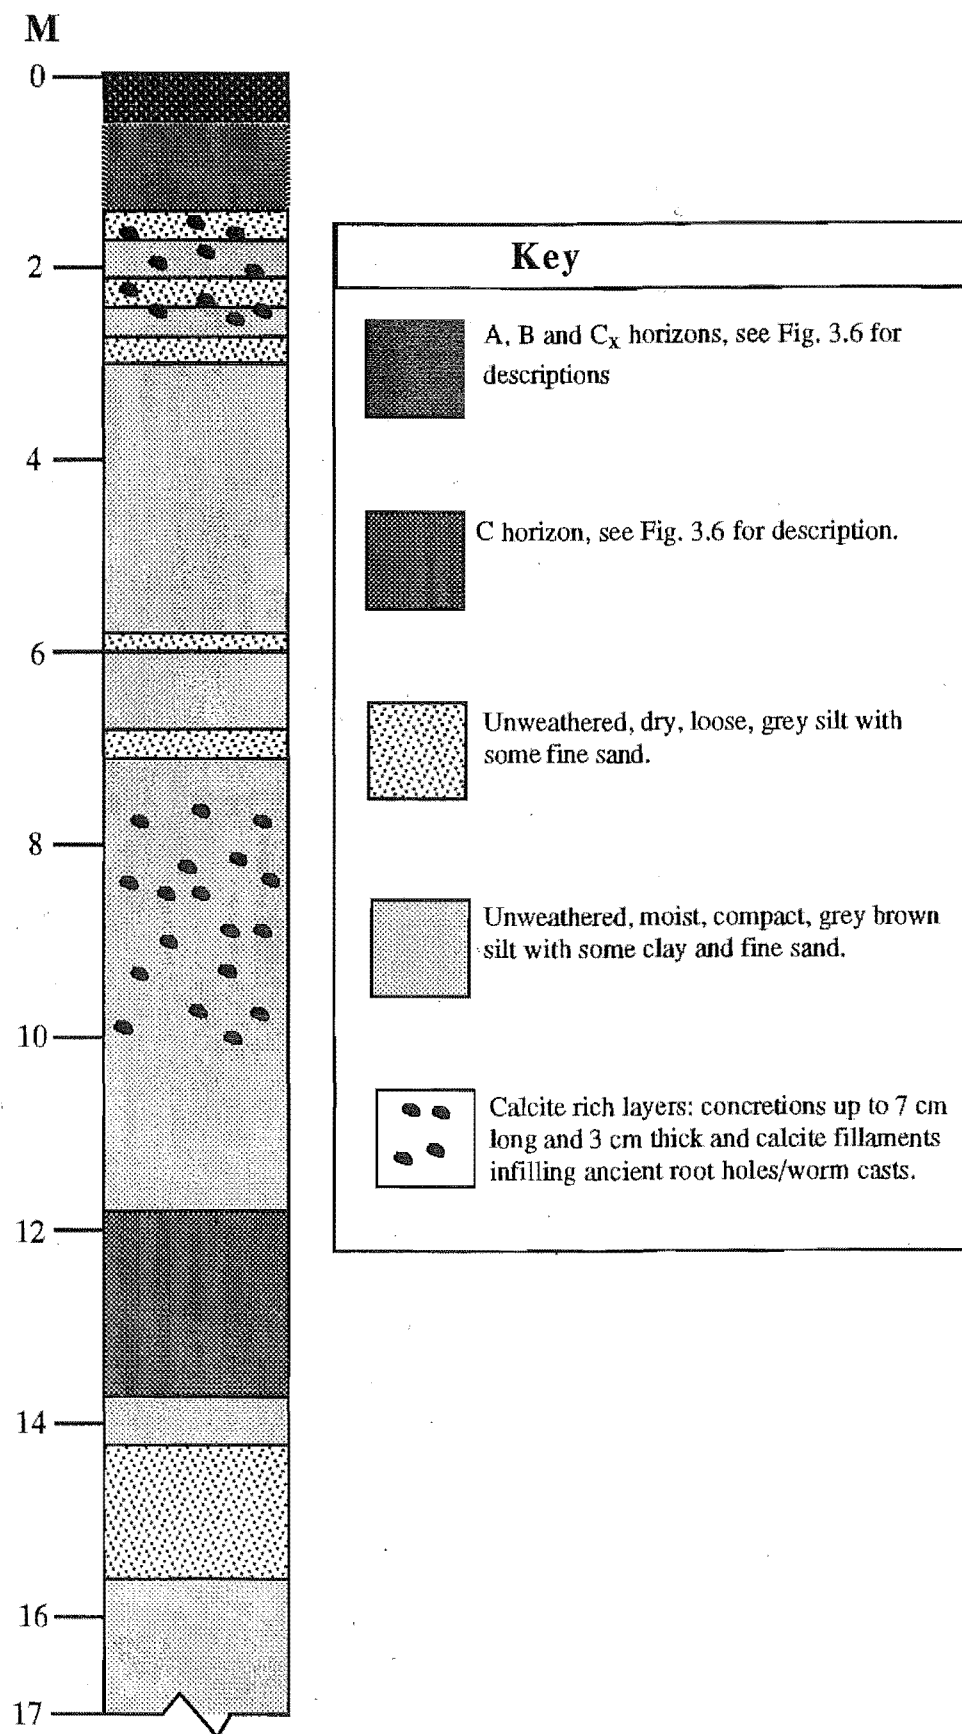 M
0
2
4
6
8
10
12
14
16
17
Key
A, B and Cx horizons, see Fig. 3.6 for
descriptions
C horizon, see Fig. 3.6 for description.
Unweathered, dry, loose, grey silt with
some fine sand.
Unweathered, moist, compact, grey brown
silt with some clay and fine sand.
Calcite rich layers: concretions up to 7 cm
long and 3 cm thick and calcite fillaments
infilling ancient root holes/worm casts.